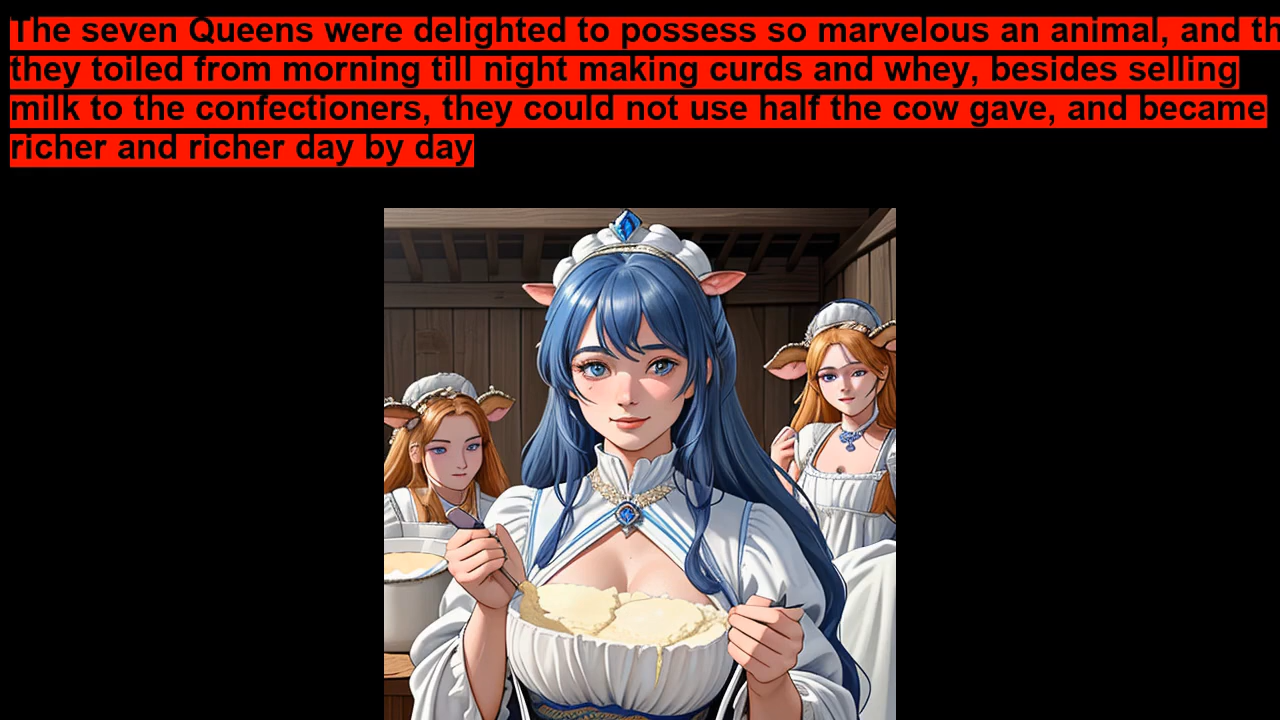 The seven Queens were delighted to possess so marvelous an animal, and
they toiled from morning till night making curds and whey, besides selling
milk to the confectioners, they could not use half the cow gave, and became
richer and richer day by day